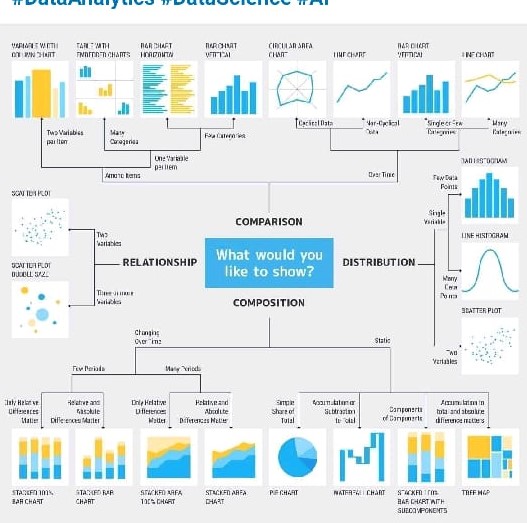 #DataAnalytics #DataScience #AI
VARIABLE WIDTH
COLUMN CHART
TABLE WITH
EMBEDDED CHARTS
BAR CHART
HORIZONTAL
BAR CHART
VERTICAL
CIRCULAR AREA
CHART
LINE CHART
BAR CHART
VERTICAL
LINE CHART
Two Variables
per Item
Many
Categories
Few Categories
Cyclical Data
Non-Cyclical
Data
Single or Few
Categories
Many
Categories
One Variable
per Item
Among Items
Over Time
BAR HISTOGRAM
Few Data
Points
Single
Variable
SCATTER PLOT
COMPARISON
Two
Variables
LINE HISTOGRAM
RELATIONSHIP
What would you
like to show?
DISTRIBUTION
SCATTER PLOT
BUBBLE SIZE
Many
Data
Points
Three or more
Variables
COMPOSITION
SCATTER PLOT
Changing
Over Time
Static
Two
Variables
Few Periods
Many Periods
Only Relative
Differences
Matter
Relative and
Absolute
Differences Matter
Only Relative
Differences
Matter
Relative and
Absolute
Differences Matter
Simple
Share of
Total
Accumulation or
Subtraction
to Total
Components
of Components
Accumulation to
total and absolute
difference matters
STACKED 100%
BAR CHART
STACKED BAR
CHART
STACKED AREA
100% CHART
STACKED AREA
CHART
PIE CHART
WATERFALL CHART
STACKED 100%
BAR CHART WITH
SUBCOMPONENTS
TREE MAP